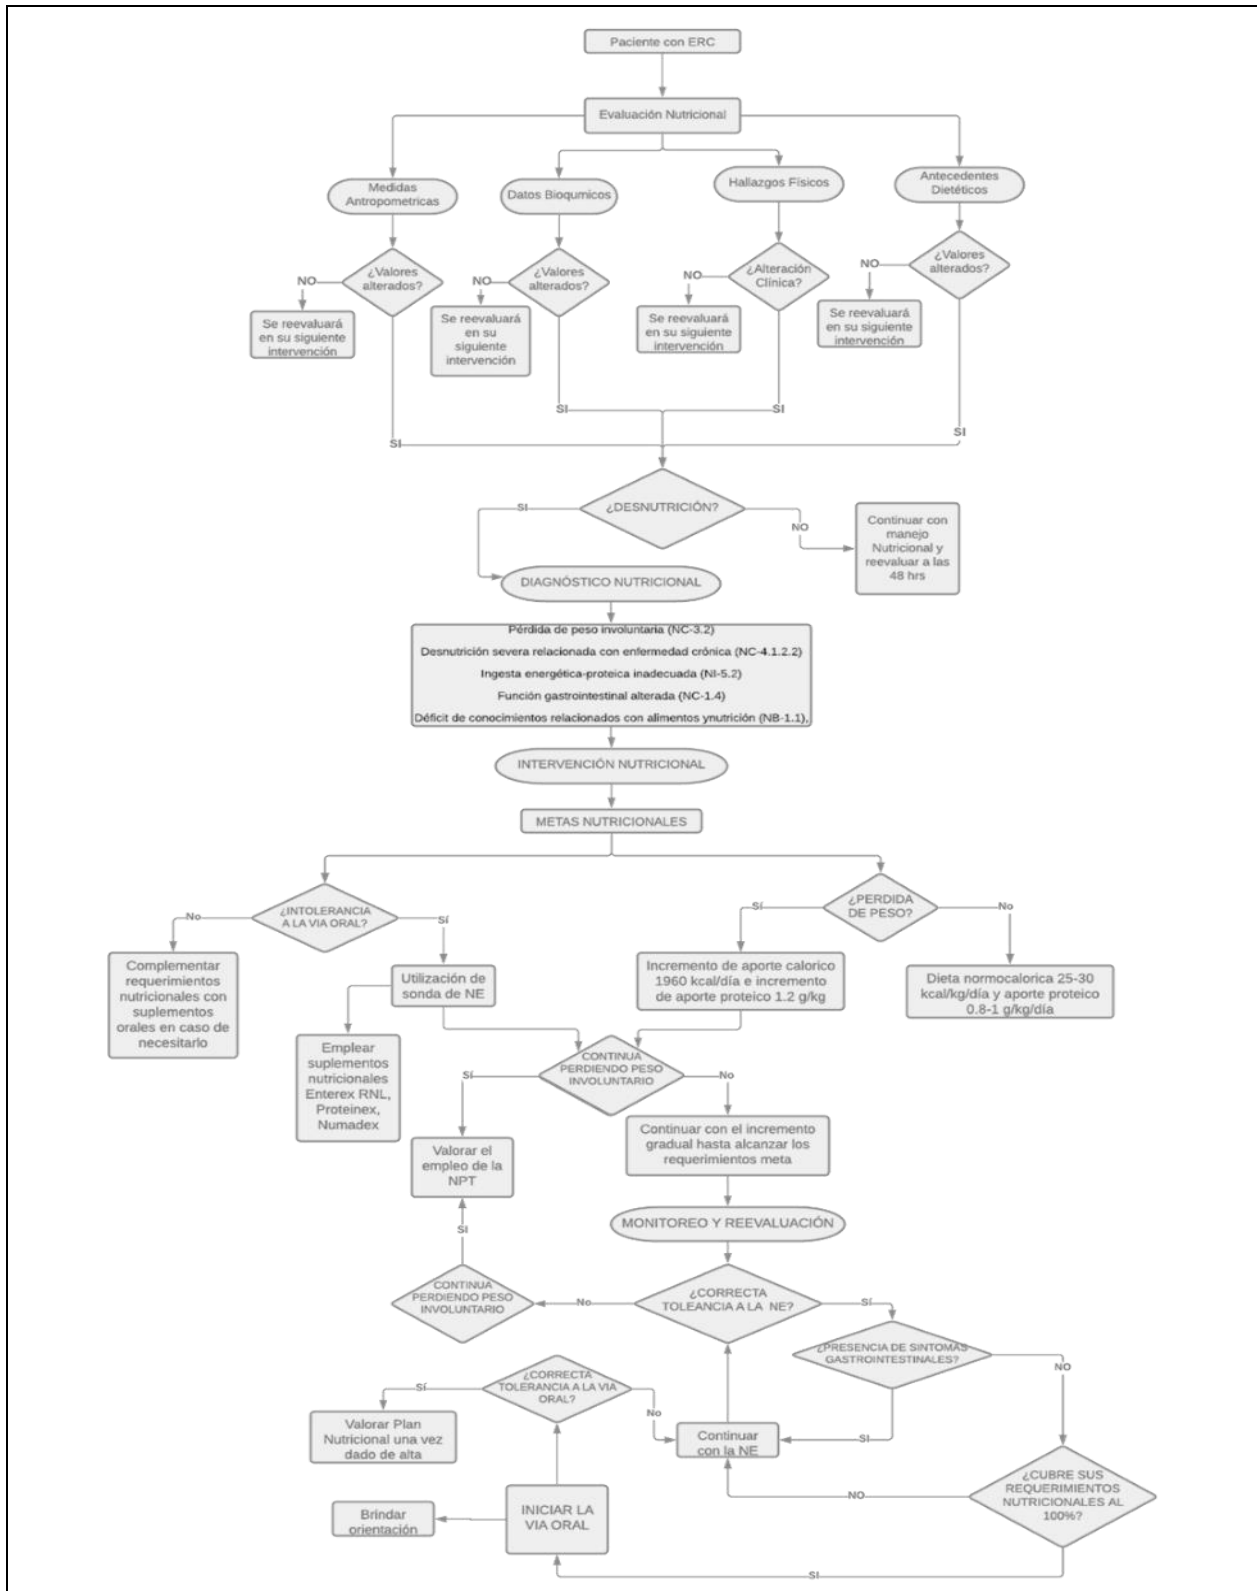 Paciente con ERC
Evaluación Nutricional
Medidas
Antropometricas
Datos Bioqumicos
Hallazgos Físicos
Antecedentes
Dietéticos
¿Valores
alterados?
¿Valores
alterados?
¿Alteración
Clínica?
¿Valores
alterados?
NO
NO
NO
NO
Se reevaluará
en su siguiente
intervención
Se reevaluará
en su
siguiente
intervención
Se reevaluará
en su siguiente
intervención
Se reevaluará
en su siguiente
intervención
SI
SI
SI
SI
¿DESNUTRICIÓN?
SI
NO
Continuar con
manejo
Nutricional y
reevaluar a las
48 hrs
DIAGNÓSTICO NUTRICIONAL
Pérdida de peso involuntaria (NC-3.2)
Desnutrición severa relacionada con enfermedad crónica (NC-4.1.2.2)
Ingesta energética-proteica inadecuada (NI-5.2)
Función gastrointestinal alterada (NC-1.4)
Déficit de conocimientos relacionados con alimentos ynutrición (NB-1.1),
INTERVENCIÓN NUTRICIONAL
METAS NUTRICIONALES
¿INTOLERANCIA
A LA VIA ORAL?
No
Sí
¿PERDIDA
DE PESO?
Sí
No
Complementar
requerimientos
nutricionales con
suplementos
orales en caso de
necesitarlo
Utilización de
sonda de NE
Incremento de aporte calorico
1960 kcal/día e incremento
de aporte proteico 1.2 g/kg
Dieta normocalorica 25-30
kcal/kg/día y aporte proteico
0.8-1 g/kg/día
Emplear
suplementos
nutricionales
Enterex RNL,
Proteinex,
Numadex
CONTINUA
PERDIENDO PESO
INVOLUNTARIO
Sí
No
Valorar el
empleo de la
NPT
Continuar con el incremento
gradual hasta alcanzar los
requerimientos meta
MONITOREO Y REEVALUACIÓN
SI
CONTINUA
PERDIENDO PESO
INVOLUNTARIO
No
¿CORRECTA
TOLEANCIA A LA NE?
Sí
¿PRESENCIA DE SINTOMAS
GASTROINTESTINALES?
NO
SI
¿CORRECTA
TOLERANCIA A LA VIA
ORAL?
Sí
No
Valorar Plan
Nutricional una vez
dado de alta
Continuar
con la NE
¿CUBRE SUS
REQUERIMIENTOS
NUTRICIONALES AL
100%?
NO
INICIAR LA
VIA ORAL
Brindar
orientación
SI